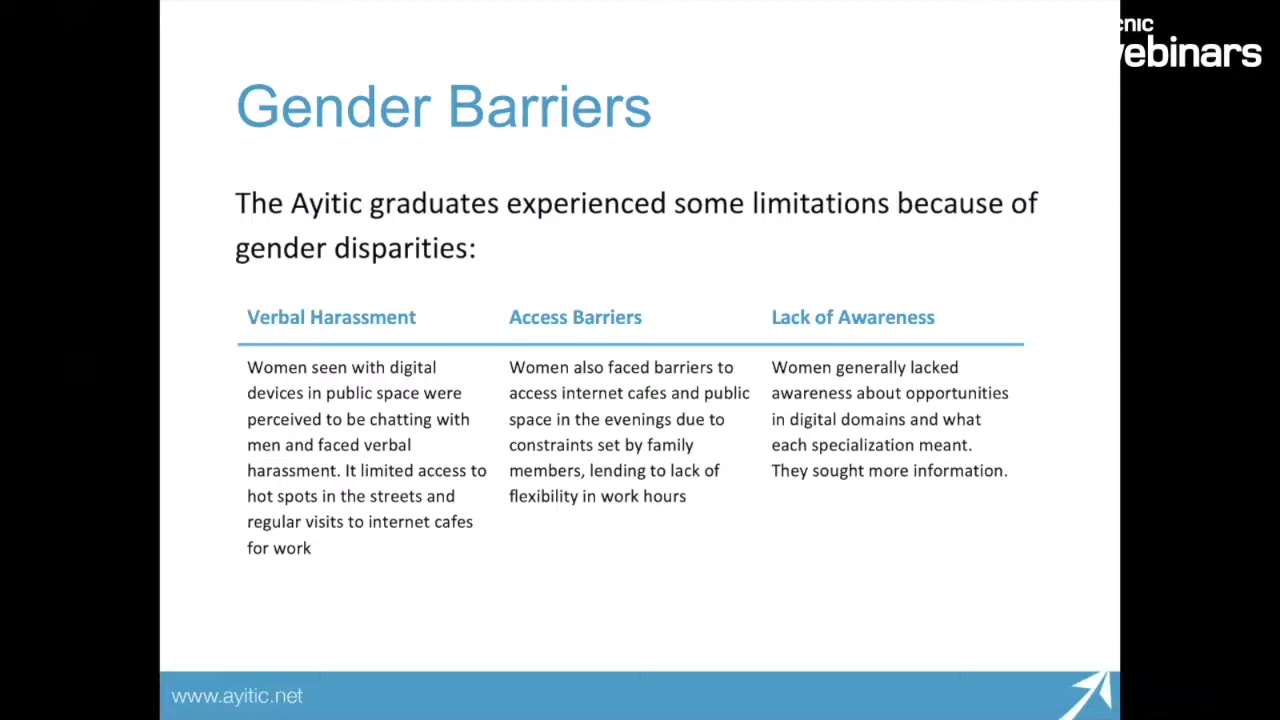 cnic
webinars
Gender Barriers
The Ayitic graduates experienced some limitations because of
gender disparities:
Verbal Harassment
Women seen with digital
devices in public space were
perceived to be chatting with
men and faced verbal
harassment. It limited access to
hot spots in the streets and
regular visits to internet cafes
for work
Access Barriers
Women also faced barriers to
access internet cafes and public
space in the evenings due to
constraints set by family
members, lending to lack of
flexibility in work hours
Lack of Awareness
Women generally lacked
awareness about opportunities
in digital domains and what
each specialization meant.
They sought more information.
www.ayitic.net